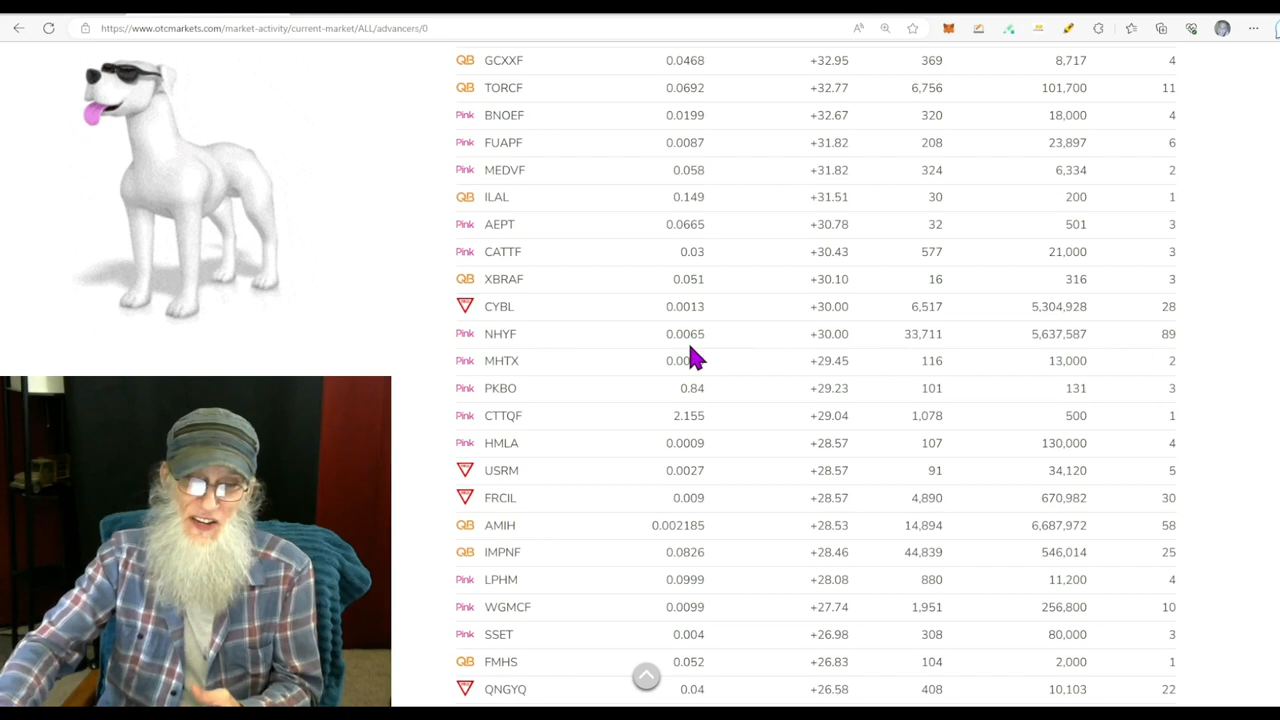 https://www.otcmarkets.com/market-activity/current-market/ALL/advancers/0
QB GCXXF 0.0468 +32.95 369 8,717 4
QB TORCF 0.0692 +32.77 6,756 101,700 11
Pink BNOEF 0.0199 +32.67 320 18,000 4
Pink FUAPF 0.0087 +31.82 208 23,897 6
Pink MEDVF 0.058 +31.82 324 6,334 2
QB ILAL 0.149 +31.51 30 200 1
Pink AEPT 0.0665 +30.78 32 501 3
Pink CATTF 0.03 +30.43 577 21,000 3
QB XBRAF 0.051 +30.10 16 316 3
CYBL 0.0013 +30.00 6,517 5,304,928 28
Pink NHYF 0.0065 +30.00 33,711 5,637,587 89
Pink MHTX +29.45 116 13,000 2
Pink PKBO 0.84 +29.23 101 131 3
Pink CTTQF 2.155 +29.04 1,078 500 1
Pink HMLA 0.0009 +28.57 107 130,000 4
USRM 0.0027 +28.57 91 34,120 5
FRCIL 0.009 +28.57 4,890 670,982 30
QB AMIH 0.002185 +28.53 14,894 6,687,972 58
QB IMPNF 0.0826 +28.46 44,839 546,014 25
Pink LPHM 0.0999 +28.08 880 11,200 4
Pink WGMCF 0.0099 +27.74 1,951 256,800 10
Pink SSET 0.004 +26.98 308 80,000 3
QB FMHS 0.052 +26.83 104 2,000 1
QNGYQ 0.04 +26.58 408 10,103 22